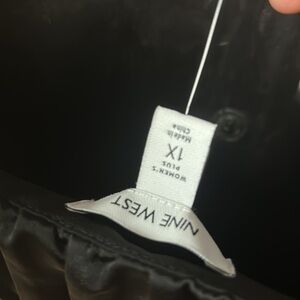 NINE WEST
WOMEN'S
PLUS
1X
Made in
China